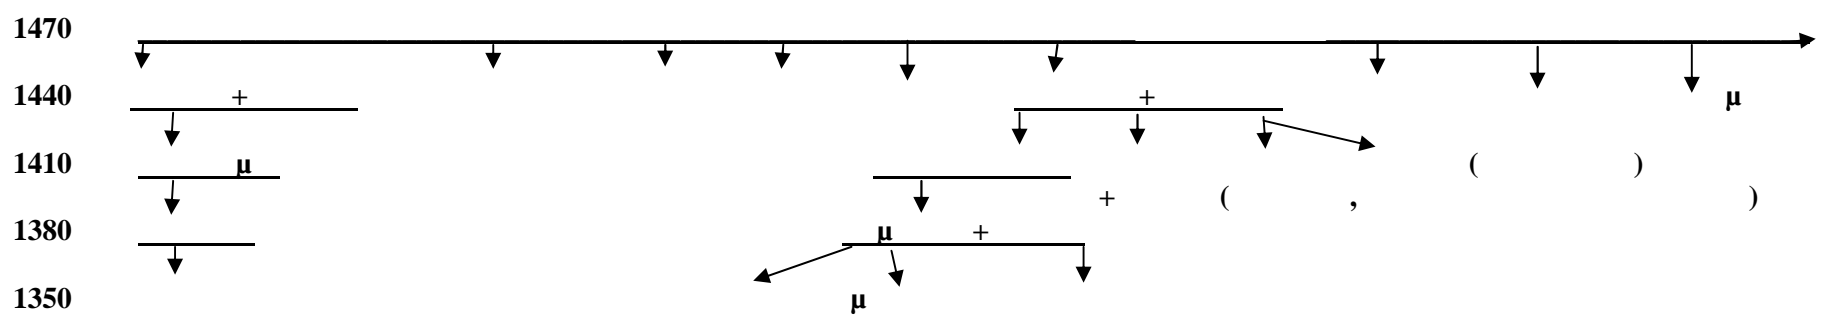 1470
1440 + + μ
1410 μ ( )
+ ( , )
1380 μ +
1350 μ